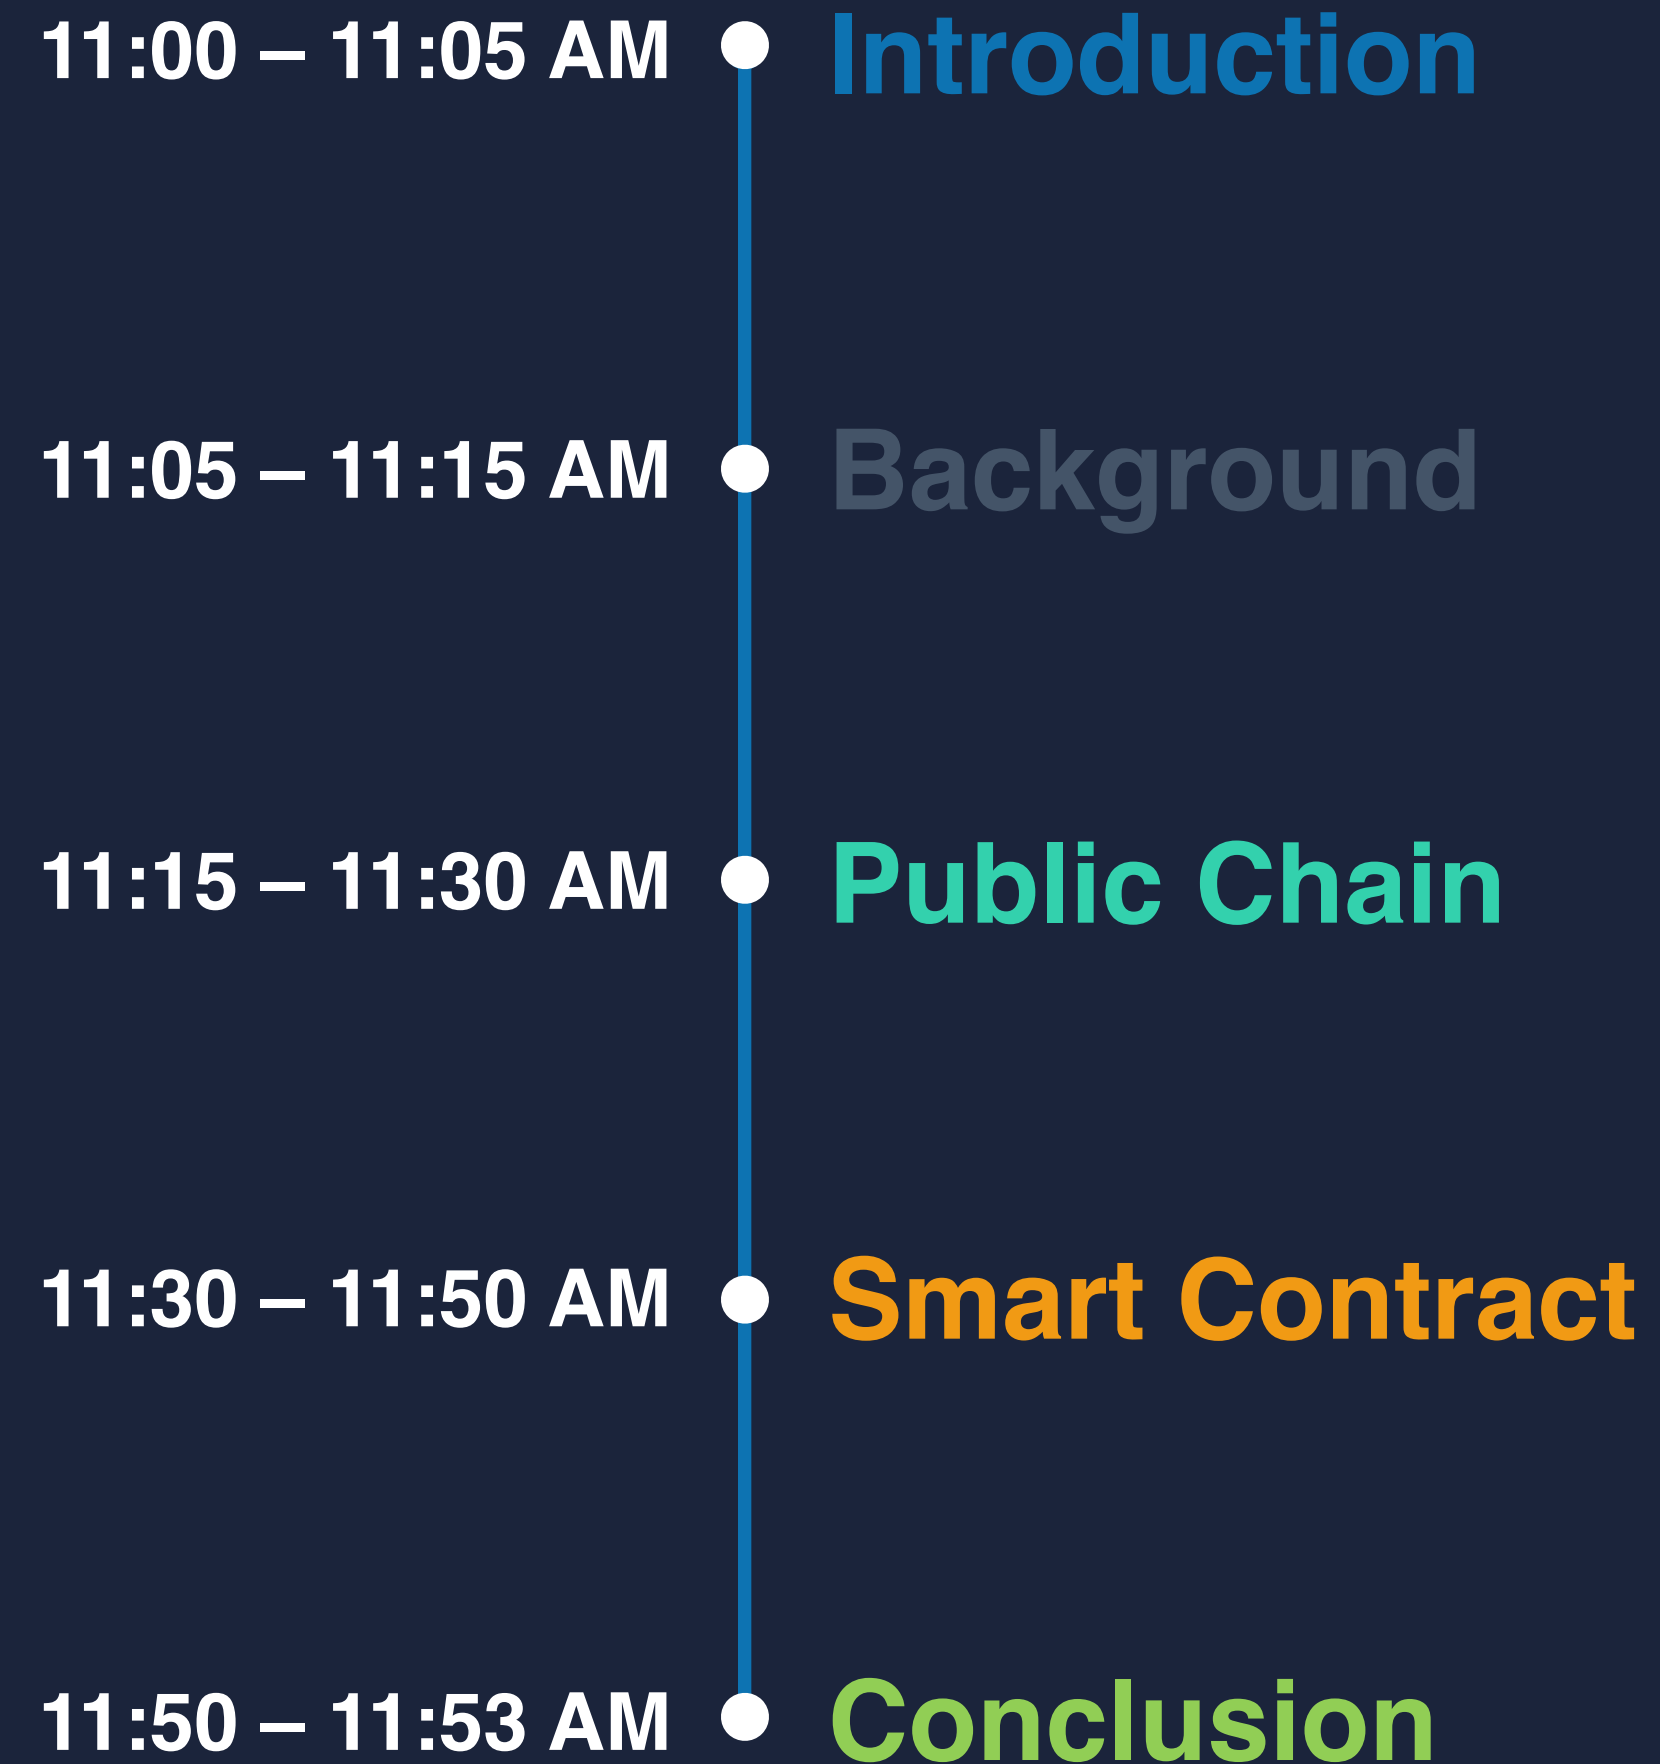 11:00 – 11:05 AM Introduction
11:05 – 11:15 AM Background
11:15 – 11:30 AM Public Chain
11:30 – 11:50 AM Smart Contract
11:50 – 11:53 AM Conclusion